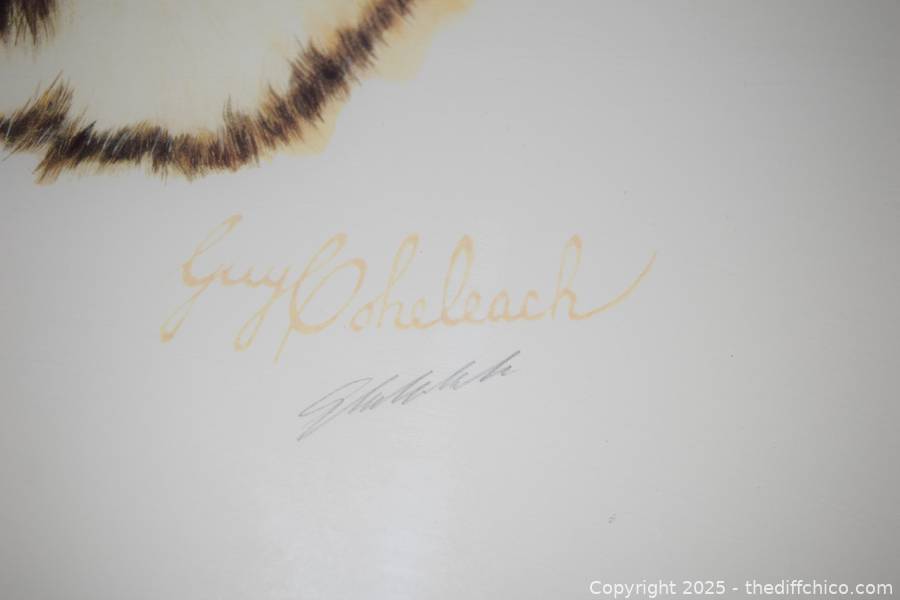 Guy Coheleach
Copyright 2025 - thediffchico.com